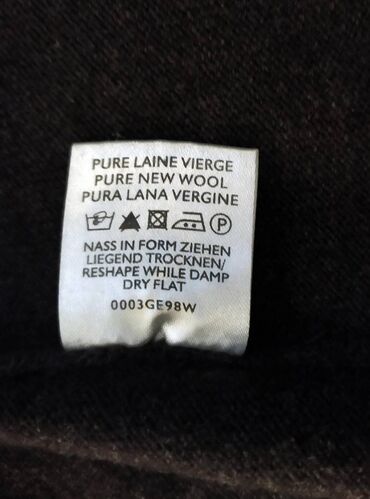 PURE LAINE VIERGE
PURE NEW WOOL
PURA LANA VERGINE
P
NASS IN FORM ZIEHEN
LIEGEND TROCKNEN/
RESHAPE WHILE DAMP
DRY FLAT
0003GE98W